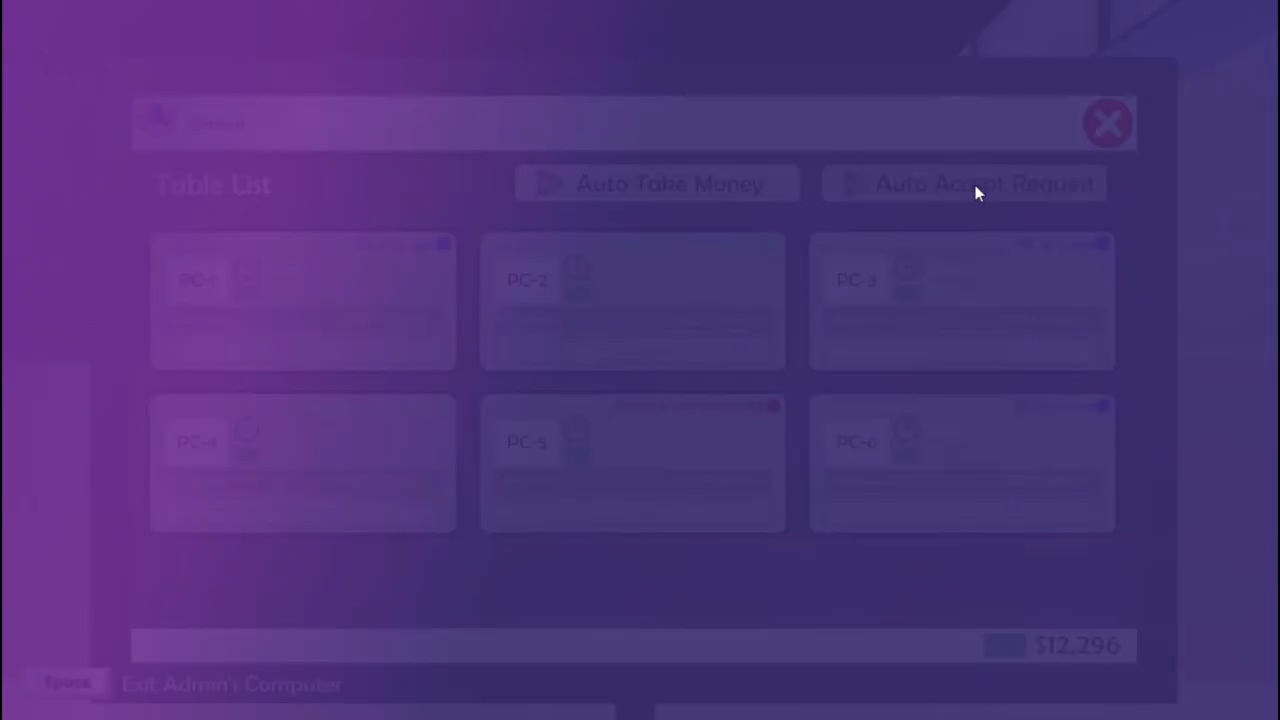 Table List
Auto Take Money
Auto Accept Request
PC-1
PC-2
PC-3
PC-4
PC-5
PC-6
$12,296
Space
Exit Admin's Computer